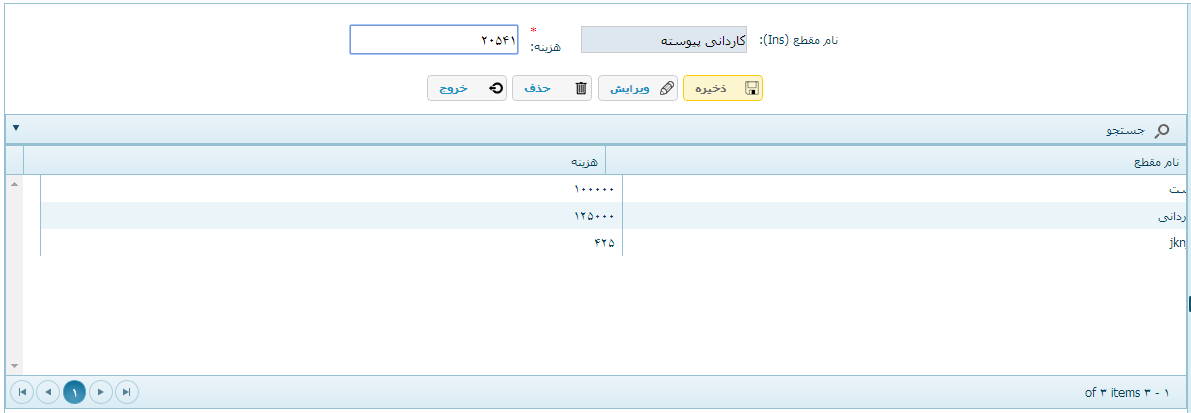 نام مقطع (Ins): کاردانی پیوسته هزینه: * ۲۰۵۴۱
ذخیره ویرایش حذف خروج
جستجو
نام مقطع هزینه
ست ۱۰۰۰۰۰
ردانی ۱۲۵۰۰۰
jkn ۴۲۵
۱ - ۳ of ۳ items ۱